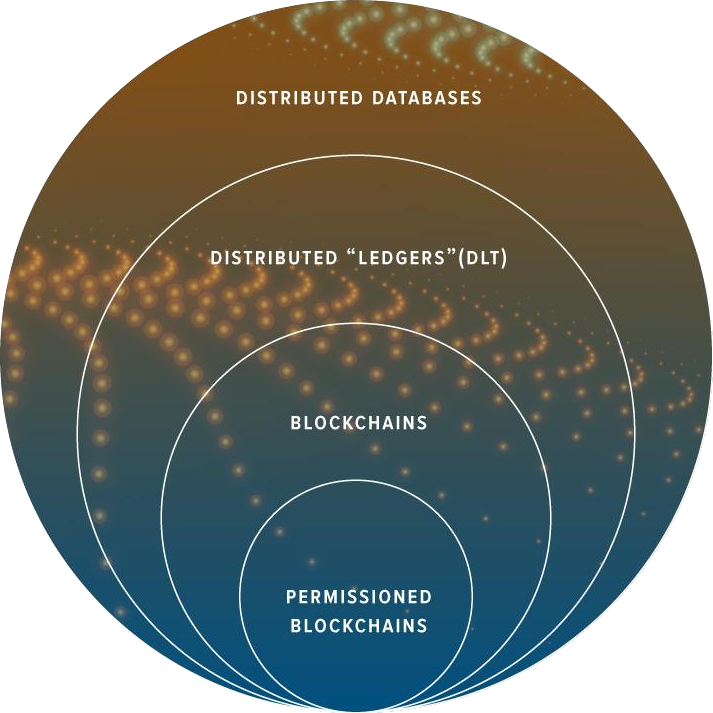 DISTRIBUTED DATABASES
DISTRIBUTED “LEDGERS”(DLT)
BLOCKCHAINS
PERMISSIONED
BLOCKCHAINS